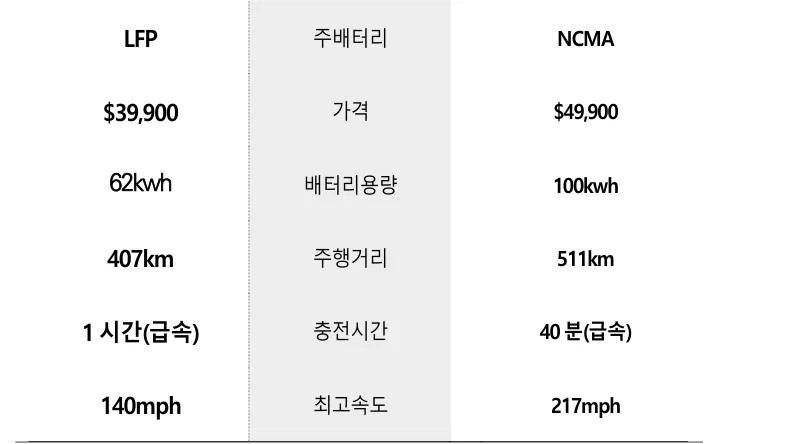 LFP 주배터리 NCMA
$39,900 가격 $49,900
62kwh 배터리용량 100kwh
407km 주행거리 511km
1 시간(급속) 충전시간 40 분(급속)
140mph 최고속도 217mph